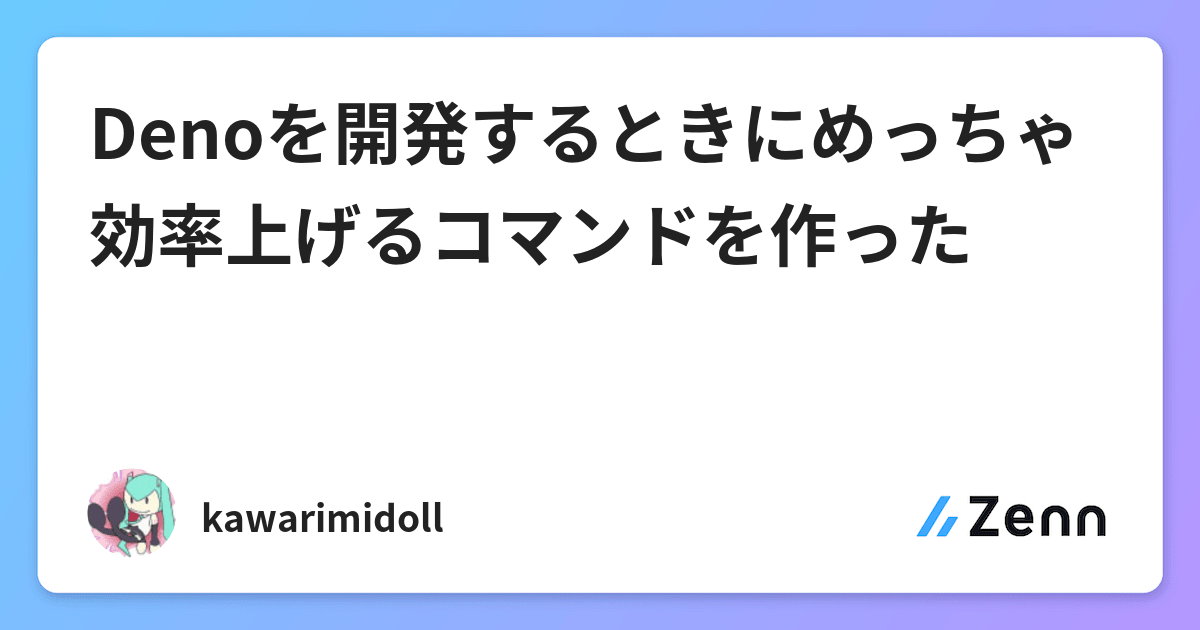 Denoを開発するときにめっちゃ
効率上げるコマンドを作った
kawarimidoll
Zenn